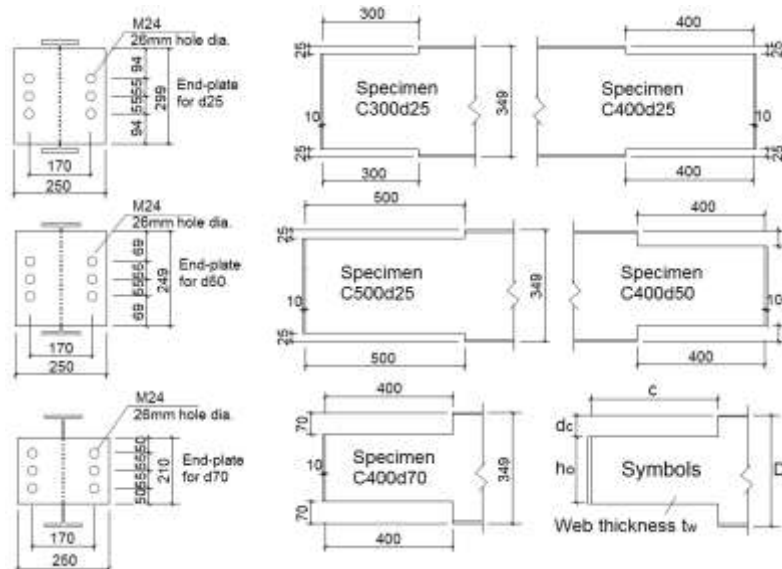 M24
26mm hole dia.
94
55
55
94
299
End-plate
for d25
170
250
300
25
10
25
Specimen
C300d25
300
349
400
25
Specimen
C400d25
10
25
400
M24
26mm hole dia.
69
55
55
69
249
End-plate
for d50
170
250
500
25
10
25
Specimen
C500d25
500
349
400
Specimen
C400d50
10
400
M24
26mm hole dia.
50
55
55
50
210
End-plate
for d70
170
400
70
10
70
Specimen
C400d70
400
349
c
dc
ho
Symbols
D
Web thickness tw